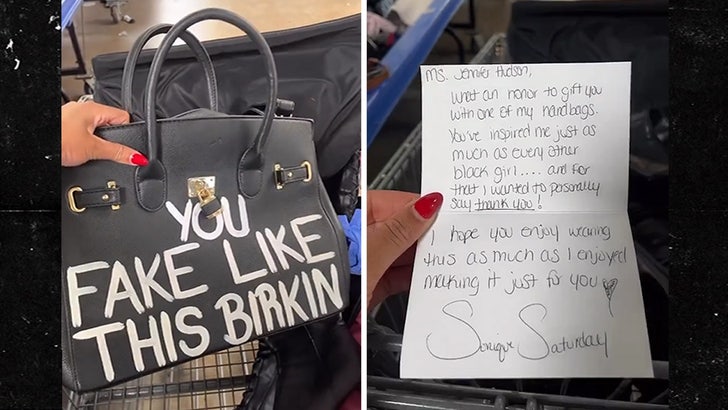 YOU
FAKE LIKE
THIS BIRKIN
Ms. Jennifer Hudson,
What an honor to gift you
with one of my handbags.
You've inspired me just as
much as every other
black girl.... and for
that I wanted to personally
say thank you!
I hope you enjoy wearing
this as much as I enjoyed
making it just for you
Sonique Saturday